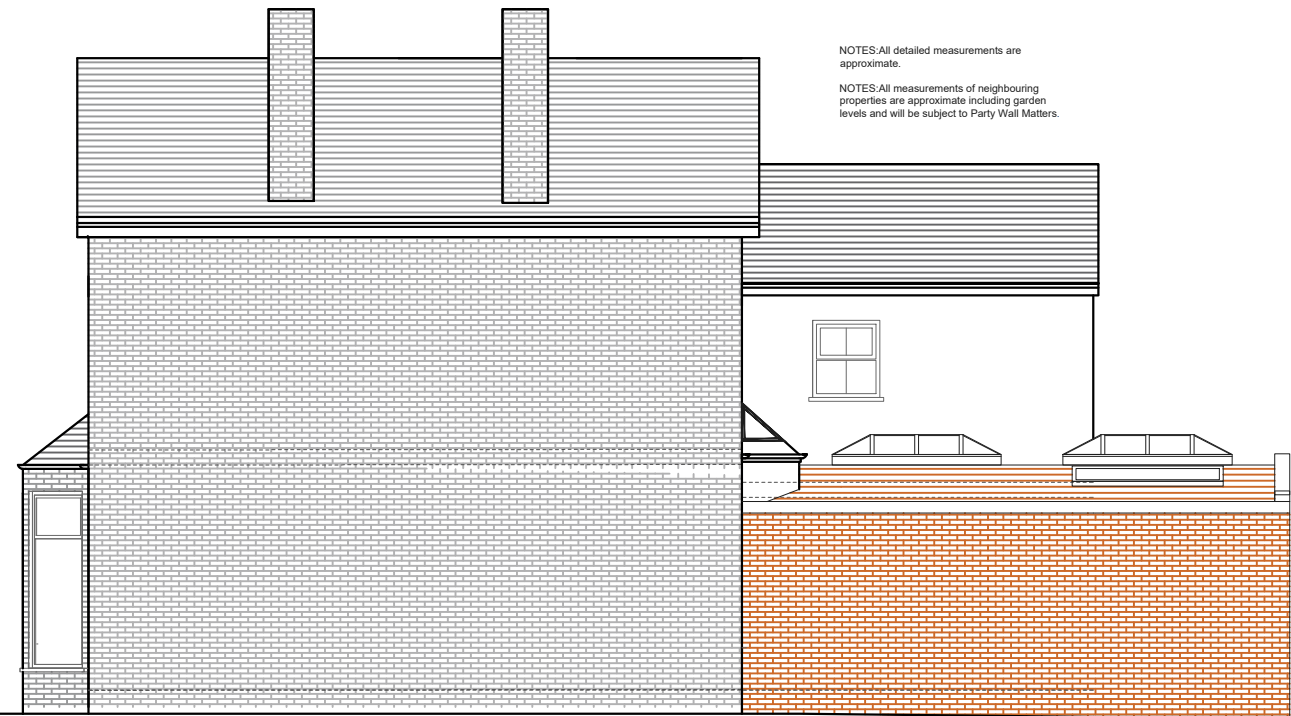 NOTES:All detailed measurements are
approximate.
NOTES:All measurements of neighbouring
properties are approximate including garden
levels and will be subject to Party Wall Matters.